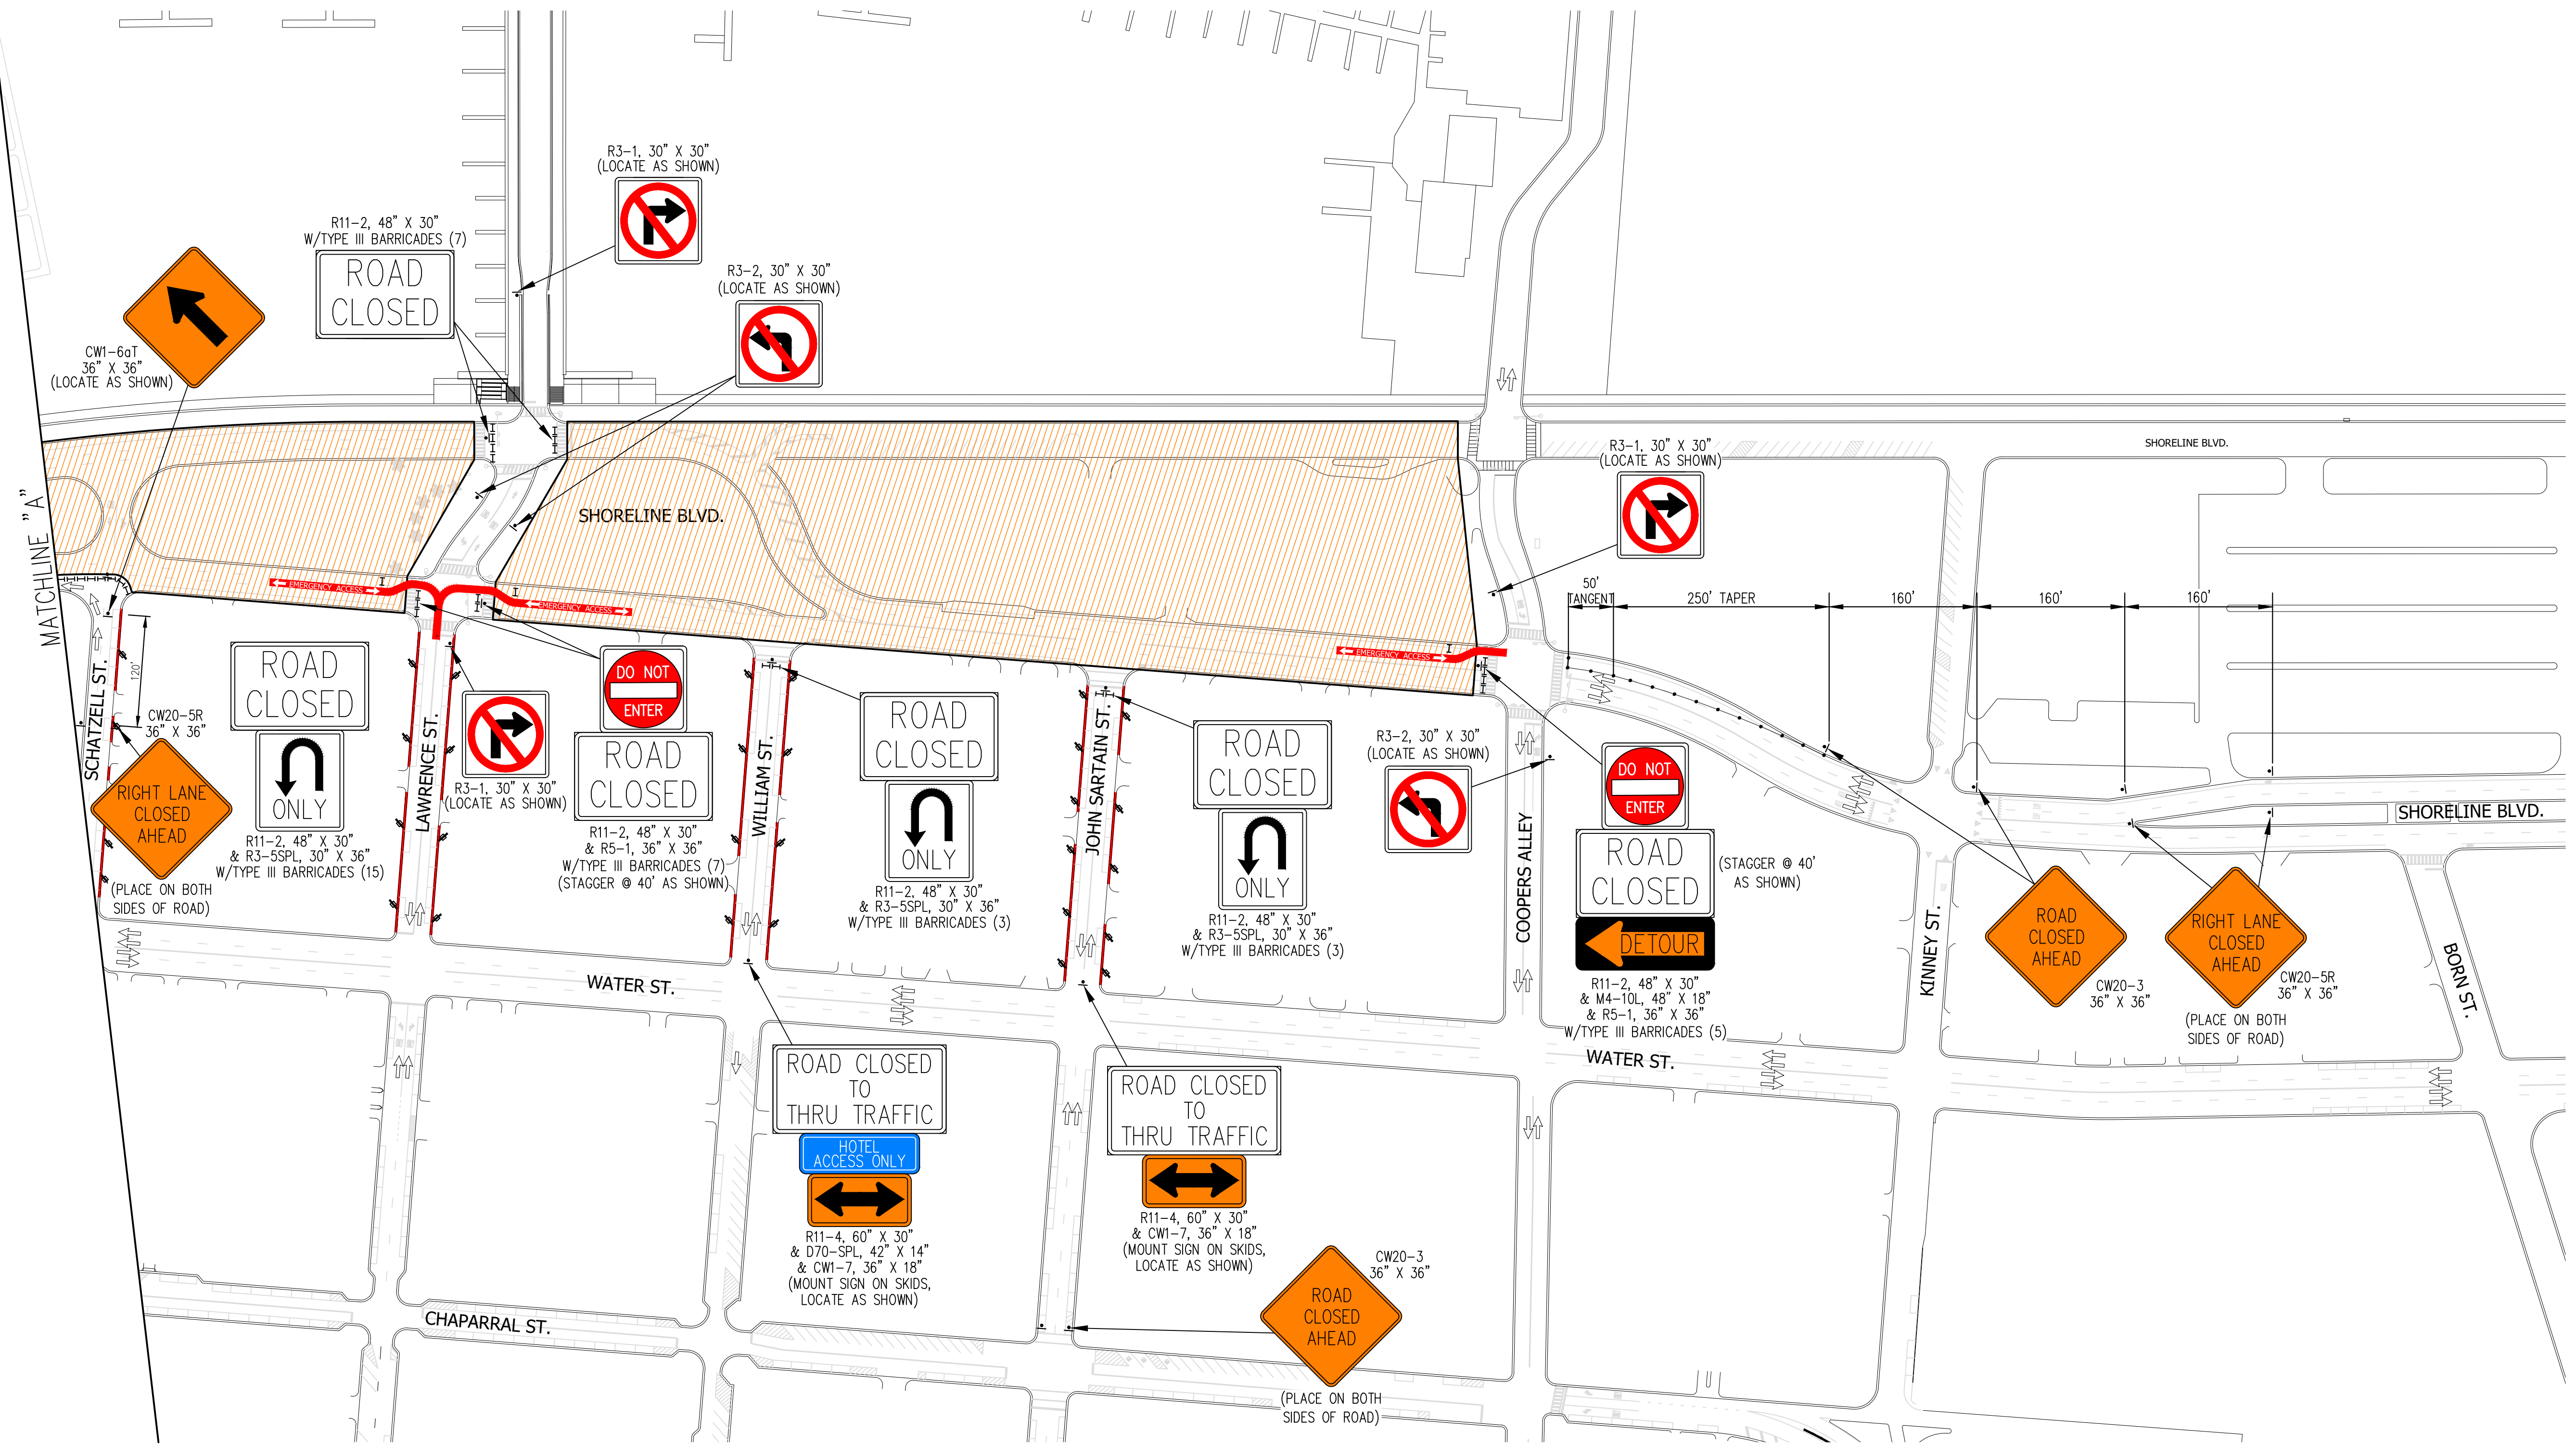 R3-1, 30" X 30"
(LOCATE AS SHOWN)
R11-2, 48" X 30"
W/TYPE III BARRICADES (7)
ROAD
CLOSED
R3-2, 30" X 30"
(LOCATE AS SHOWN)
CW1-6aT
36" X 36"
(LOCATE AS SHOWN)
SHORELINE BLVD.
R3-1, 30" X 30"
(LOCATE AS SHOWN)
MATCHLINE "A"
SHORELINE BLVD.
EMERGENCY ACCESS
EMERGENCY ACCESS
EMERGENCY ACCESS
50'
TANGENT
250' TAPER
160'
160'
160'
SCHATZELL ST.
120'
ROAD
CLOSED
ONLY
R11-2, 48" X 30"
& R3-5SPL, 30" X 36"
W/TYPE III BARRICADES (15)
CW20-5R
36" X 36"
RIGHT LANE
CLOSED
AHEAD
(PLACE ON BOTH
SIDES OF ROAD)
LAWRENCE ST.
R3-1, 30" X 30"
(LOCATE AS SHOWN)
DO NOT
ENTER
ROAD
CLOSED
R11-2, 48" X 30"
& R5-1, 36" X 36"
W/TYPE III BARRICADES (7)
(STAGGER @ 40' AS SHOWN)
WILLIAM ST.
ROAD
CLOSED
ONLY
R11-2, 48" X 30"
& R3-5SPL, 30" X 36"
W/TYPE III BARRICADES (3)
JOHN SARTAIN ST.
ROAD
CLOSED
ONLY
R11-2, 48" X 30"
& R3-5SPL, 30" X 36"
W/TYPE III BARRICADES (3)
R3-2, 30" X 30"
(LOCATE AS SHOWN)
COOPERS ALLEY
DO NOT
ENTER
ROAD
CLOSED
DETOUR
(STAGGER @ 40'
AS SHOWN)
R11-2, 48" X 30"
& M4-10L, 48" X 18"
& R5-1, 36" X 36"
W/TYPE III BARRICADES (5)
KINNEY ST.
SHORELINE BLVD.
ROAD
CLOSED
AHEAD
CW20-3
36" X 36"
RIGHT LANE
CLOSED
AHEAD
CW20-5R
36" X 36"
(PLACE ON BOTH
SIDES OF ROAD)
BORN ST.
WATER ST.
WATER ST.
ROAD CLOSED
TO
THRU TRAFFIC
HOTEL
ACCESS ONLY
R11-4, 60" X 30"
& D70-SPL, 42" X 14"
& CW1-7, 36" X 18"
(MOUNT SIGN ON SKIDS,
LOCATE AS SHOWN)
ROAD CLOSED
TO
THRU TRAFFIC
R11-4, 60" X 30"
& CW1-7, 36" X 18"
(MOUNT SIGN ON SKIDS,
LOCATE AS SHOWN)
ROAD
CLOSED
AHEAD
CW20-3
36" X 36"
(PLACE ON BOTH
SIDES OF ROAD)
CHAPARRAL ST.